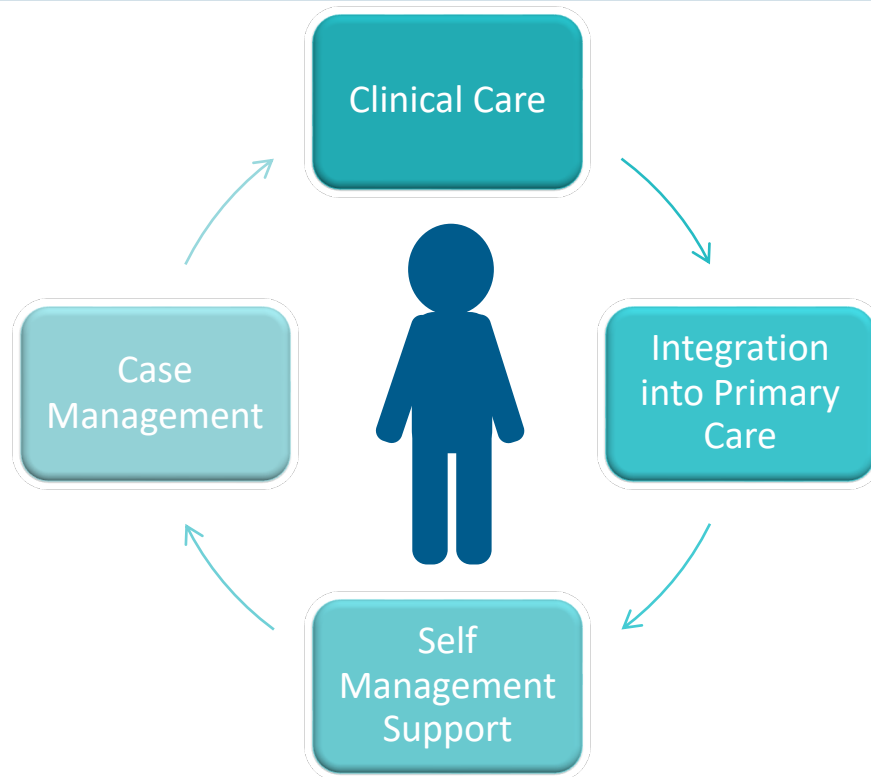 Clinical Care
Integration
into Primary
Care
Self
Management
Support
Case
Management